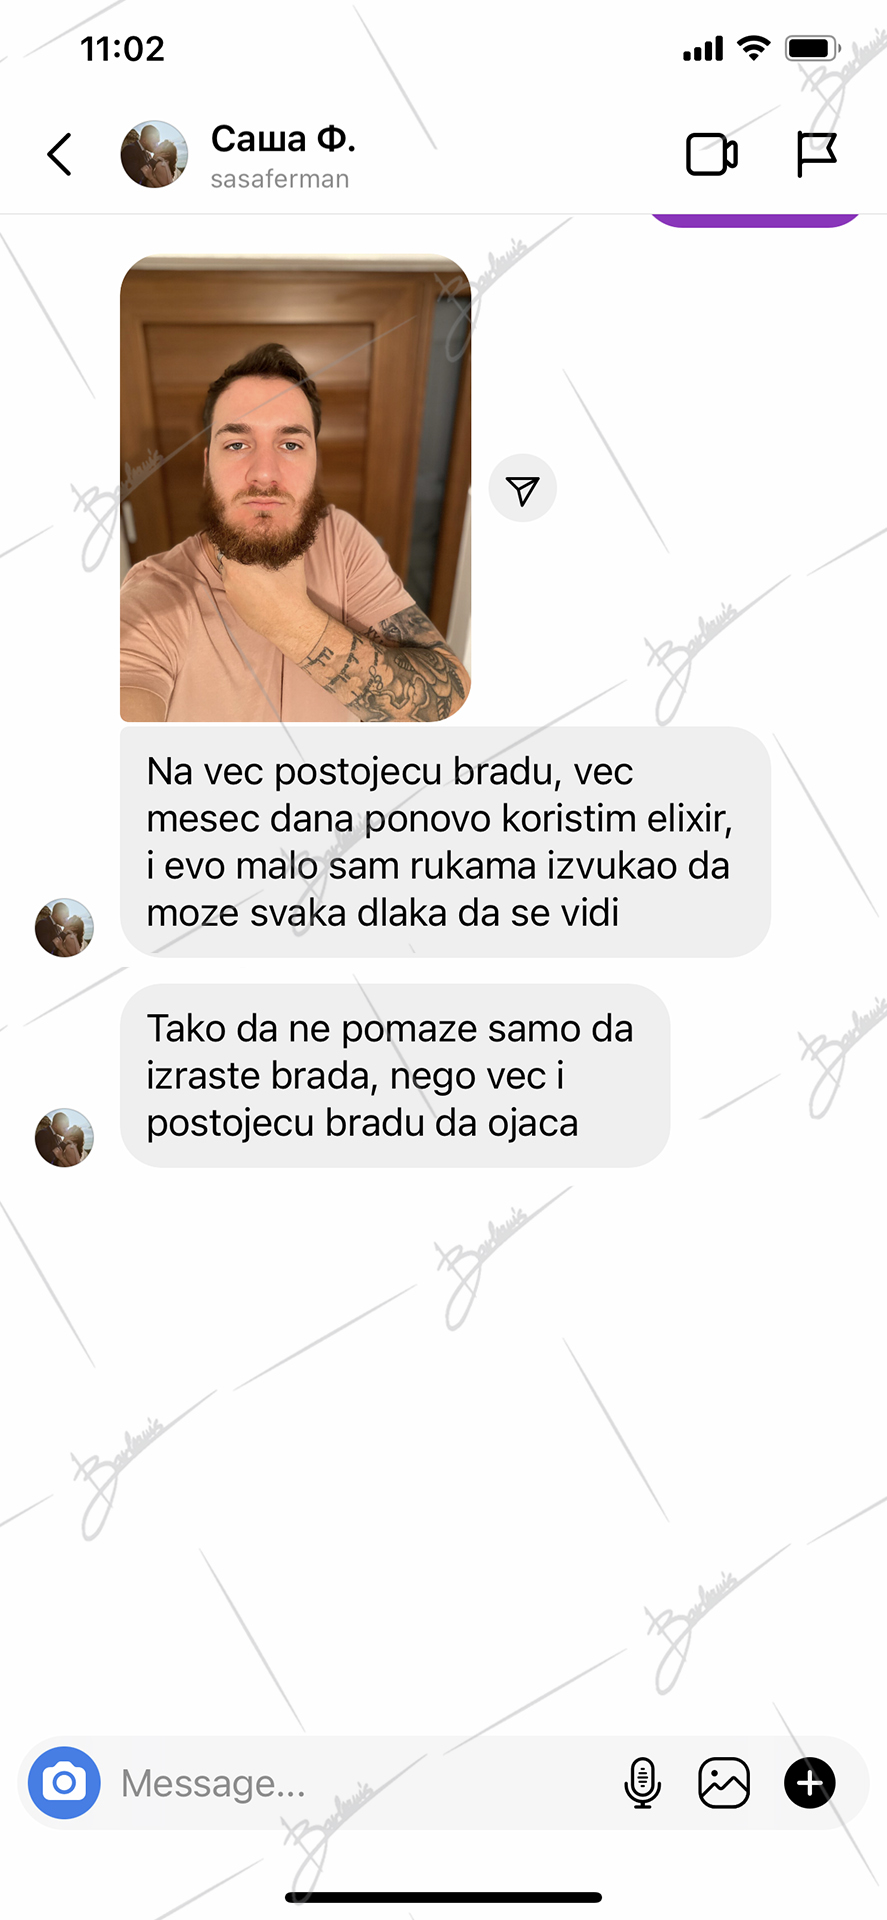 11:02
Саша Ф.
sasaferman
Na vec postojecu bradu, vec
mesec dana ponovo koristim elixir,
i evo malo sam rukama izvukao da
moze svaka dlaka da se vidi
Tako da ne pomaze samo da
izraste brada, nego vec i
postojecu bradu da ojaca
Message...